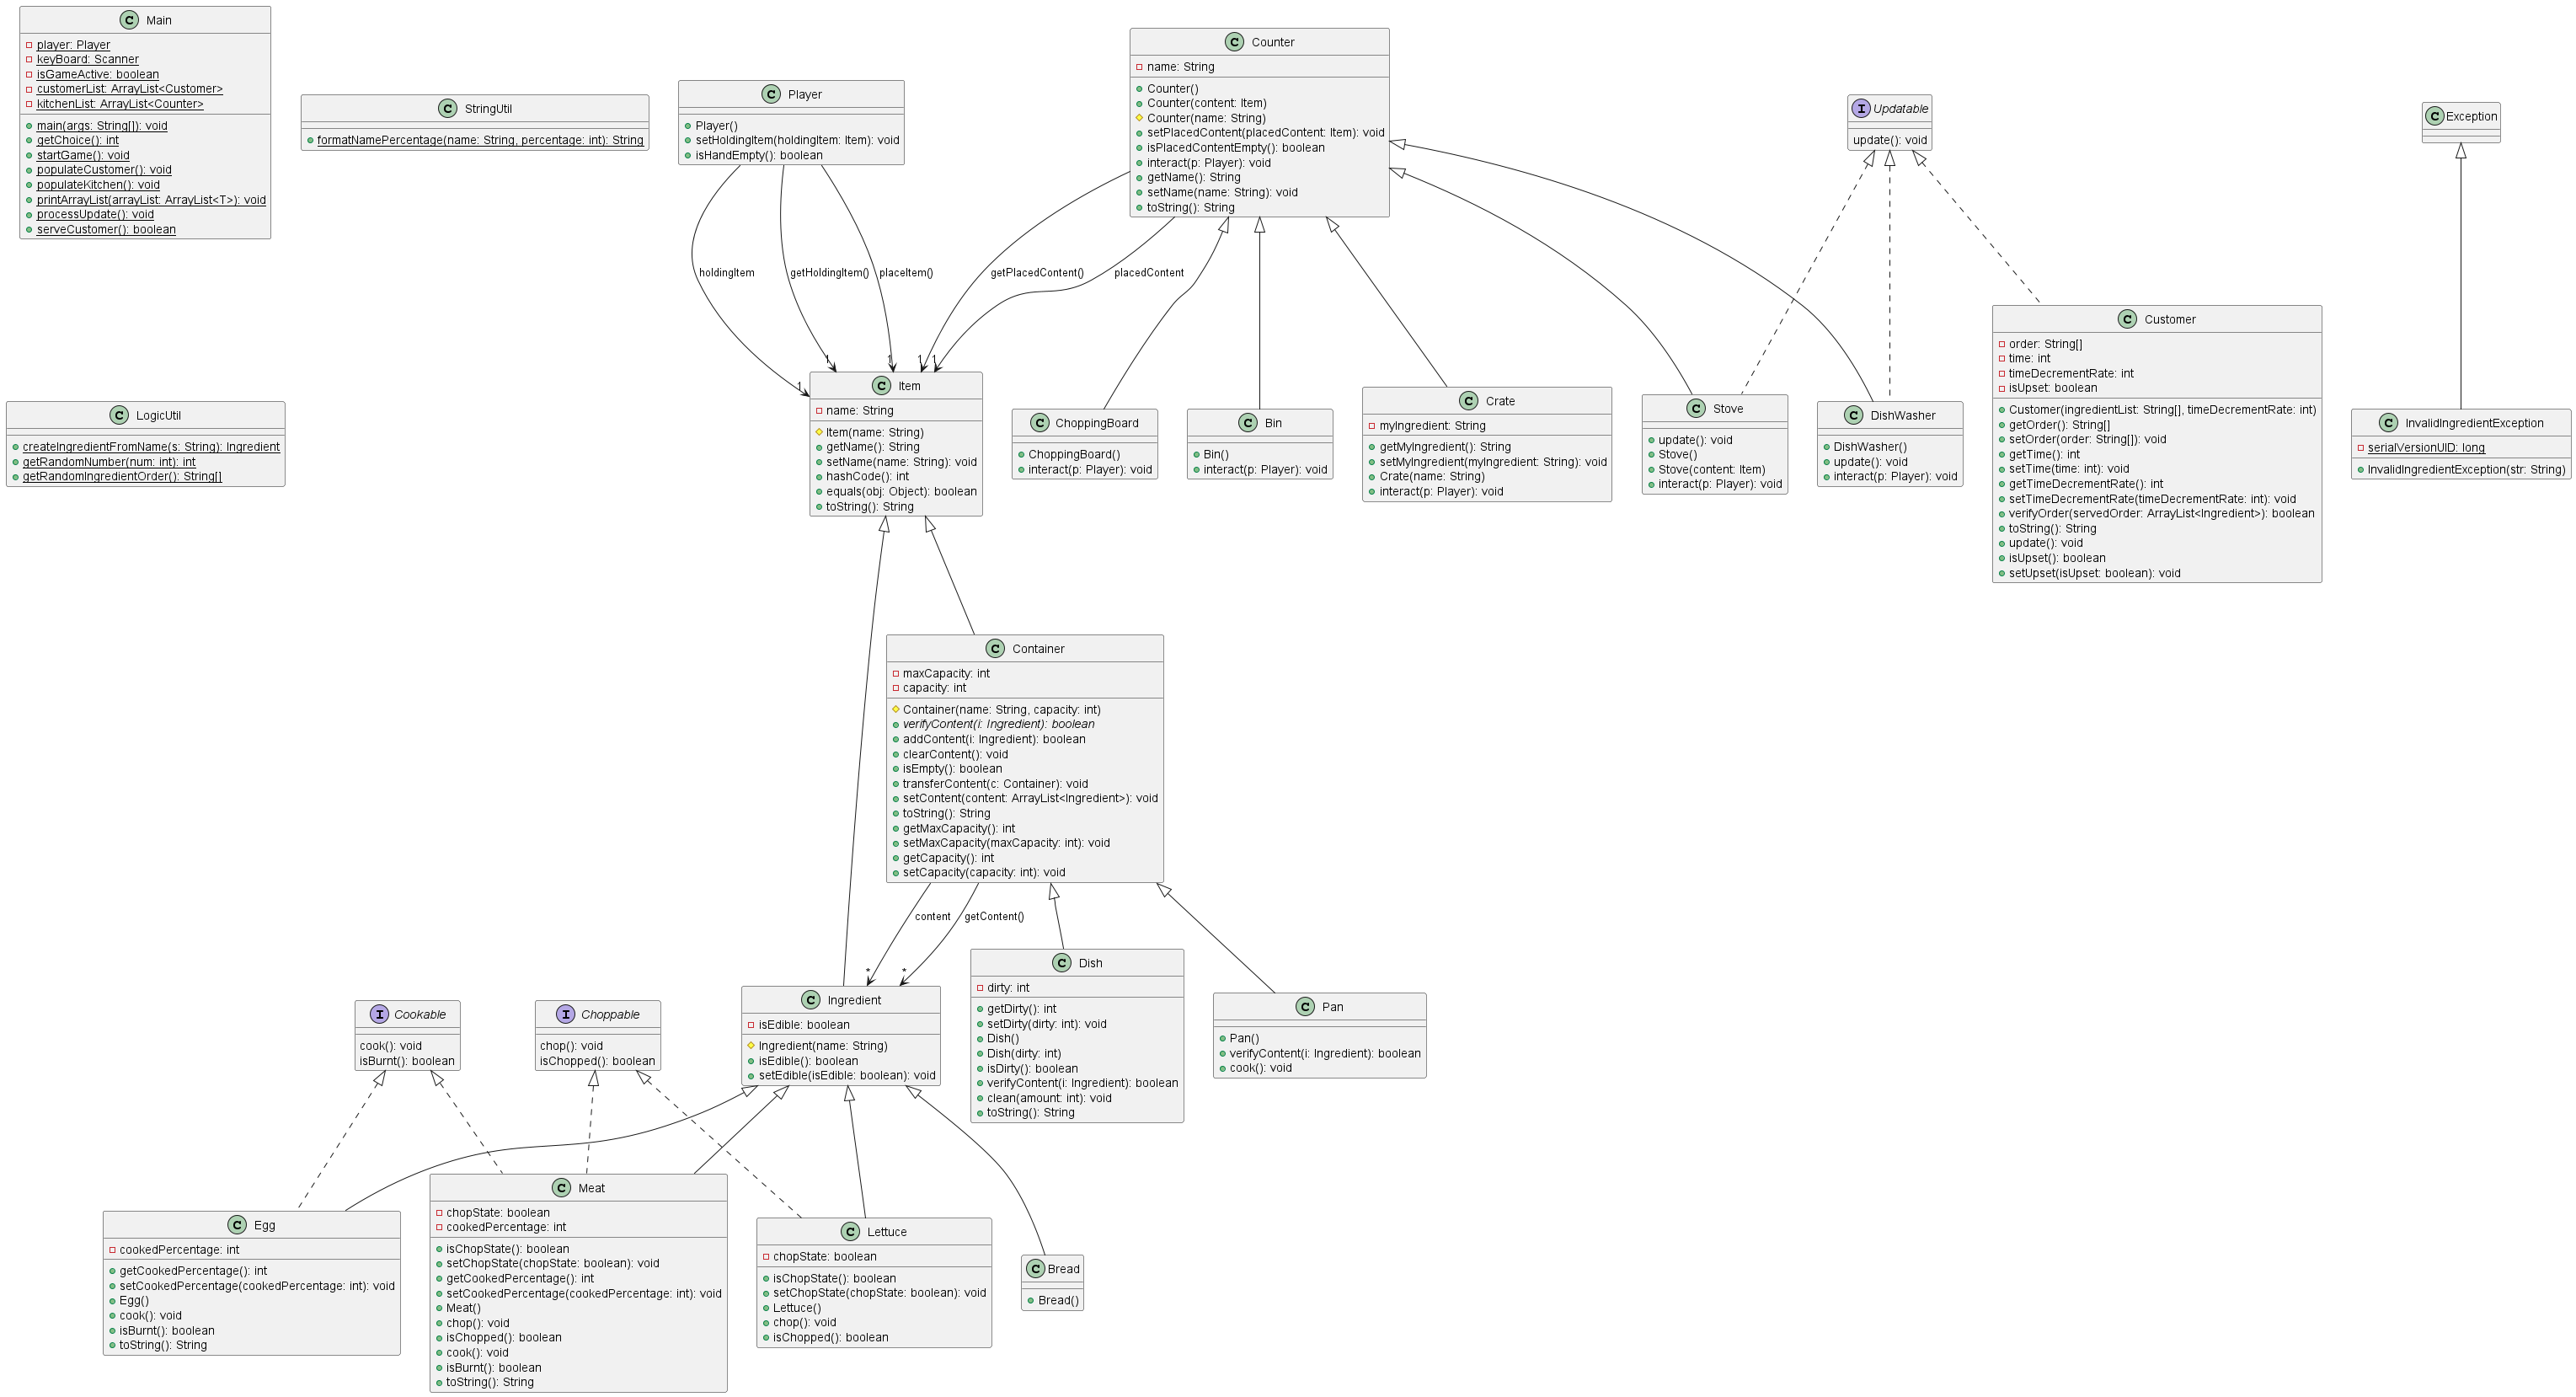 Main
player: Player
keyBoard: Scanner
isGameActive: boolean
customerList: ArrayList<Customer>
kitchenList: ArrayList<Counter>
main(args: String[]): void
getChoice(): int
startGame(): void
populateCustomer(): void
populateKitchen(): void
printArrayList(arrayList: ArrayList<T>): void
processUpdate(): void
serveCustomer(): boolean
StringUtil
formatNamePercentage(name: String, percentage: int): String
Player
Player()
setHoldingItem(holdingItem: Item): void
isHandEmpty(): boolean
Counter
name: String
Counter()
Counter(content: Item)
Counter(name: String)
setPlacedContent(placedContent: Item): void
isPlacedContentEmpty(): boolean
interact(p: Player): void
getName(): String
setName(name: String): void
toString(): String
Updatable
update(): void
Exception
holdingItem
getHoldingItem()
placeItem()
getPlacedContent()
placedContent
1
1
1
1
1
LogicUtil
createIngredientFromName(s: String): Ingredient
getRandomNumber(num: int): int
getRandomIngredientOrder(): String[]
Item
name: String
Item(name: String)
getName(): String
setName(name: String): void
hashCode(): int
equals(obj: Object): boolean
toString(): String
ChoppingBoard
ChoppingBoard()
interact(p: Player): void
Bin
Bin()
interact(p: Player): void
Crate
myIngredient: String
getMyIngredient(): String
setMyIngredient(myIngredient: String): void
Crate(name: String)
interact(p: Player): void
Stove
update(): void
Stove()
Stove(content: Item)
interact(p: Player): void
DishWasher
DishWasher()
update(): void
interact(p: Player): void
Customer
order: String[]
time: int
timeDecrementRate: int
isUpset: boolean
Customer(ingredientList: String[], timeDecrementRate: int)
getOrder(): String[]
setOrder(order: String[]): void
getTime(): int
setTime(time: int): void
getTimeDecrementRate(): int
setTimeDecrementRate(timeDecrementRate: int): void
verifyOrder(servedOrder: ArrayList<Ingredient>): boolean
toString(): String
update(): void
isUpset(): boolean
setUpset(isUpset: boolean): void
InvalidIngredientException
serialVersionUID: long
InvalidIngredientException(str: String)
Container
maxCapacity: int
capacity: int
Container(name: String, capacity: int)
verifyContent(i: Ingredient): boolean
addContent(i: Ingredient): boolean
clearContent(): void
isEmpty(): boolean
transferContent(c: Container): void
setContent(content: ArrayList<Ingredient>): void
toString(): String
getMaxCapacity(): int
setMaxCapacity(maxCapacity: int): void
getCapacity(): int
setCapacity(capacity: int): void
content
getContent()
*
*
Cookable
cook(): void
isBurnt(): boolean
Choppable
chop(): void
isChopped(): boolean
Ingredient
isEdible: boolean
Ingredient(name: String)
isEdible(): boolean
setEdible(isEdible: boolean): void
Dish
dirty: int
getDirty(): int
setDirty(dirty: int): void
Dish()
Dish(dirty: int)
isDirty(): boolean
verifyContent(i: Ingredient): boolean
clean(amount: int): void
toString(): String
Pan
Pan()
verifyContent(i: Ingredient): boolean
cook(): void
Egg
cookedPercentage: int
getCookedPercentage(): int
setCookedPercentage(cookedPercentage: int): void
Egg()
cook(): void
isBurnt(): boolean
toString(): String
Meat
chopState: boolean
cookedPercentage: int
isChopState(): boolean
setChopState(chopState: boolean): void
getCookedPercentage(): int
setCookedPercentage(cookedPercentage: int): void
Meat()
chop(): void
isChopped(): boolean
cook(): void
isBurnt(): boolean
toString(): String
Lettuce
chopState: boolean
isChopState(): boolean
setChopState(chopState: boolean): void
Lettuce()
chop(): void
isChopped(): boolean
Bread
Bread()